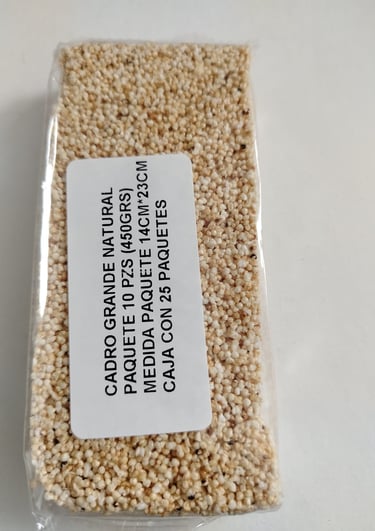 CADRO GRANDE NATURAL
PAQUETE 10 PZS (450GRS)
MEDIDA PAQUETE 14CM*23CM
CAJA CON 25 PAQUETES